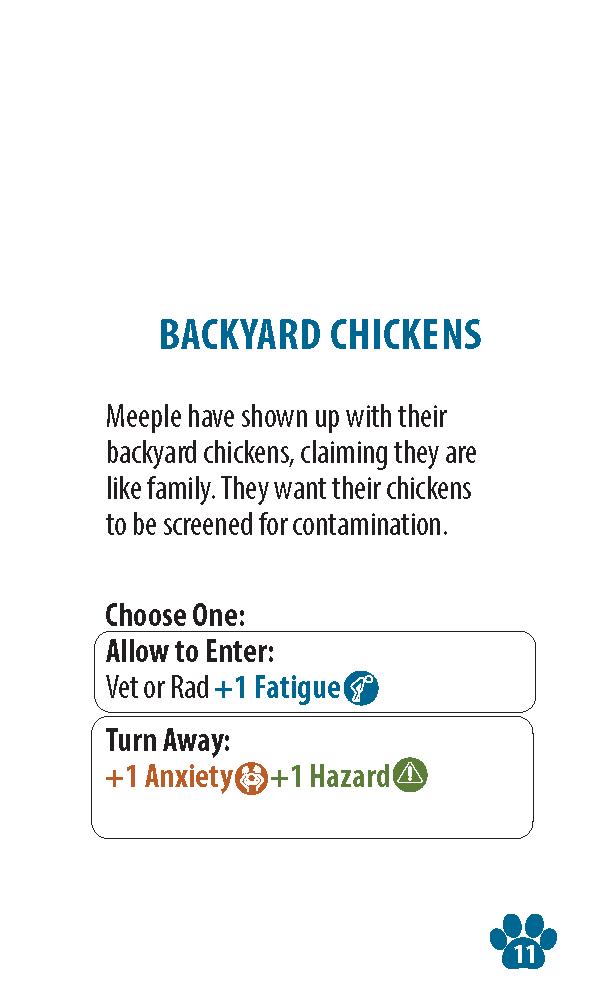 BACKYARD CHICKENS
Meeple have shown up with their
backyard chickens, claiming they are
like family. They want their chickens
to be screened for contamination.
Choose One:
Allow to Enter:
Vet or Rad +1 Fatigue
Turn Away:
+1 Anxiety +1 Hazard
11